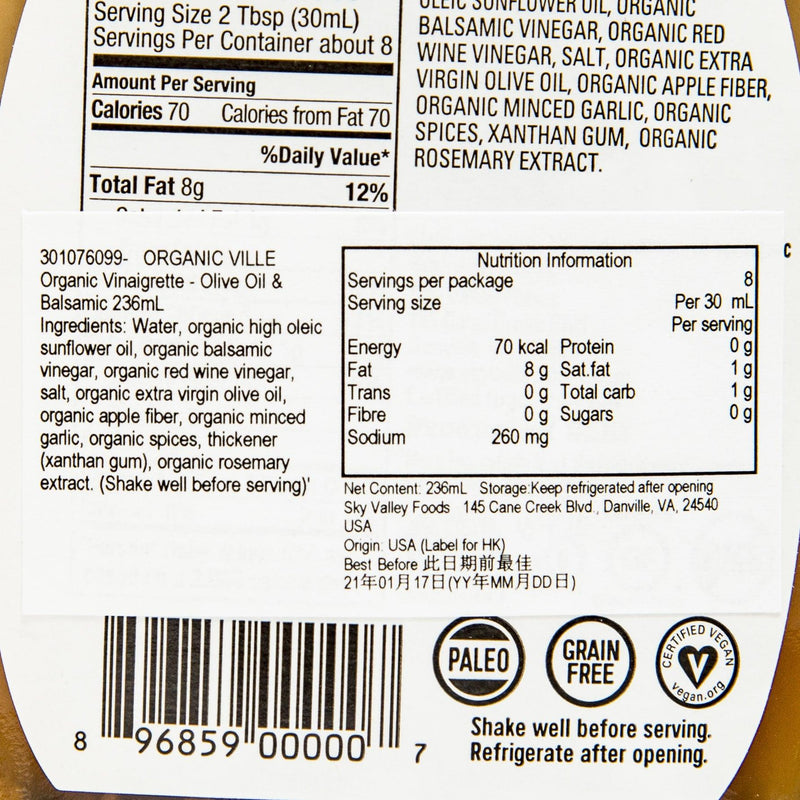 Serving Size 2 Tbsp (30mL)
Servings Per Container about 8
Amount Per Serving
Calories 70 Calories from Fat 70
%Daily Value*
Total Fat 8g 12%
OLEIC SUNFLOWER OIL, ORGANIC
BALSAMIC VINEGAR, ORGANIC RED
WINE VINEGAR, SALT, ORGANIC EXTRA
VIRGIN OLIVE OIL, ORGANIC APPLE FIBER,
ORGANIC MINCED GARLIC, ORGANIC
SPICES, XANTHAN GUM, ORGANIC
ROSEMARY EXTRACT.
C
301076099- ORGANIC VILLE
Organic Vinaigrette - Olive Oil &
Balsamic 236mL
Ingredients: Water, organic high oleic
sunflower oil, organic balsamic
vinegar, organic red wine vinegar,
salt, organic extra virgin olive oil,
organic apple fiber, organic minced
garlic, organic spices, thickener
(xanthan gum), organic rosemary
extract. (Shake well before serving)'
Nutrition Information
Servings per package 8
Serving size Per 30 mL
Per serving
Energy 70 kcal Protein 0 g
Fat 8 g Sat.fat 1 g
Trans 0 g Total carb 1 g
Fibre 0 g Sugars 0 g
Sodium 260 mg
Net Content: 236mL Storage:Keep refrigerated after opening
Sky Valley Foods 145 Cane Creek Blvd., Danville, VA, 24540
USA
Origin: USA (Label for HK)
Best Before 此日期前最佳
21年01月17日(YY年MM月DD日)
8 96859 00000 7
PALEO
GRAIN
FREE
CERTIFIED VEGAN
V
vegan.org
Shake well before serving.
Refrigerate after opening.